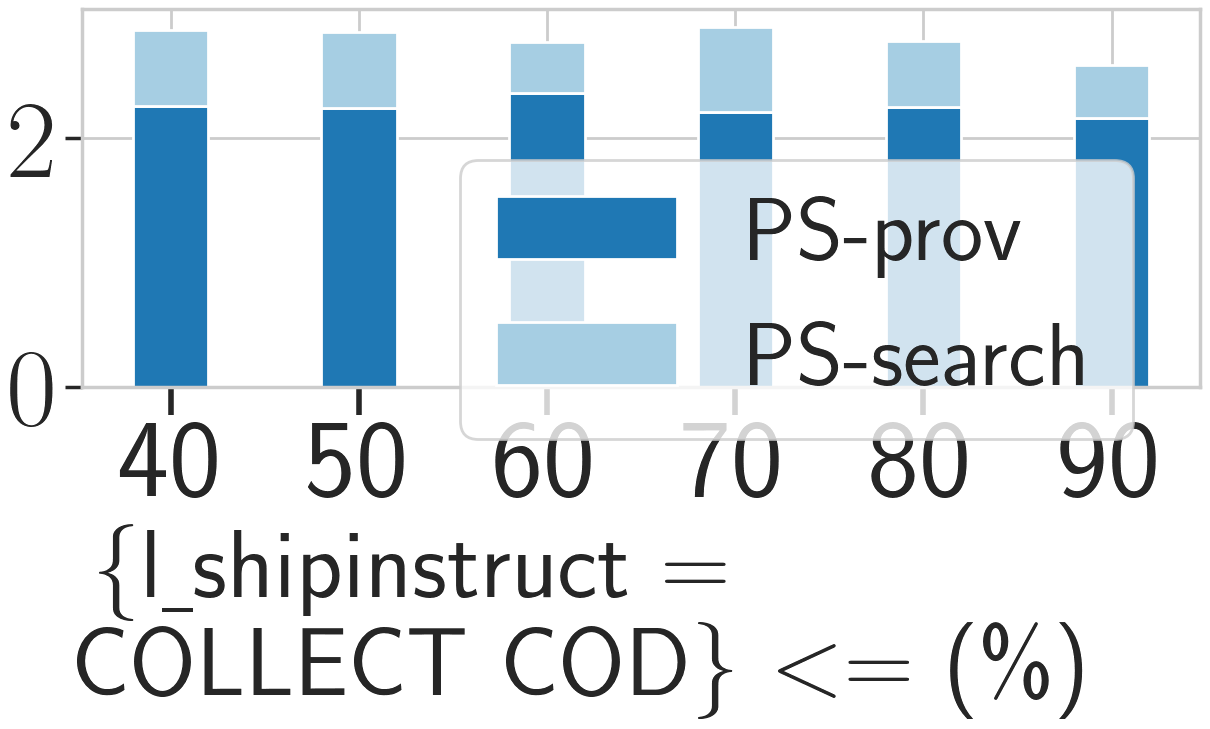 2
0
PS-prov
PS-search
40 50 60 70 80 90
{l_shipinstruct =
COLLECT COD} <= (%)